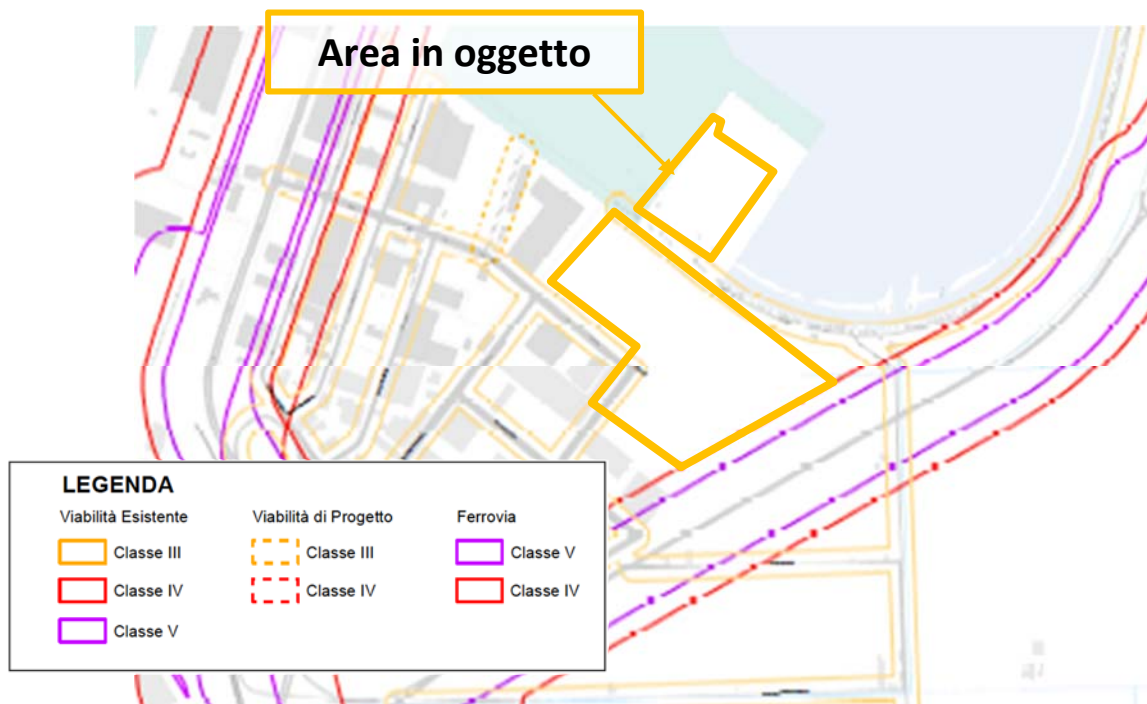 Area in oggetto
LEGENDA
Viabilità Esistente Viabilità di Progetto Ferrovia
Classe III Classe III Classe V
Classe IV Classe IV Classe IV
Classe V